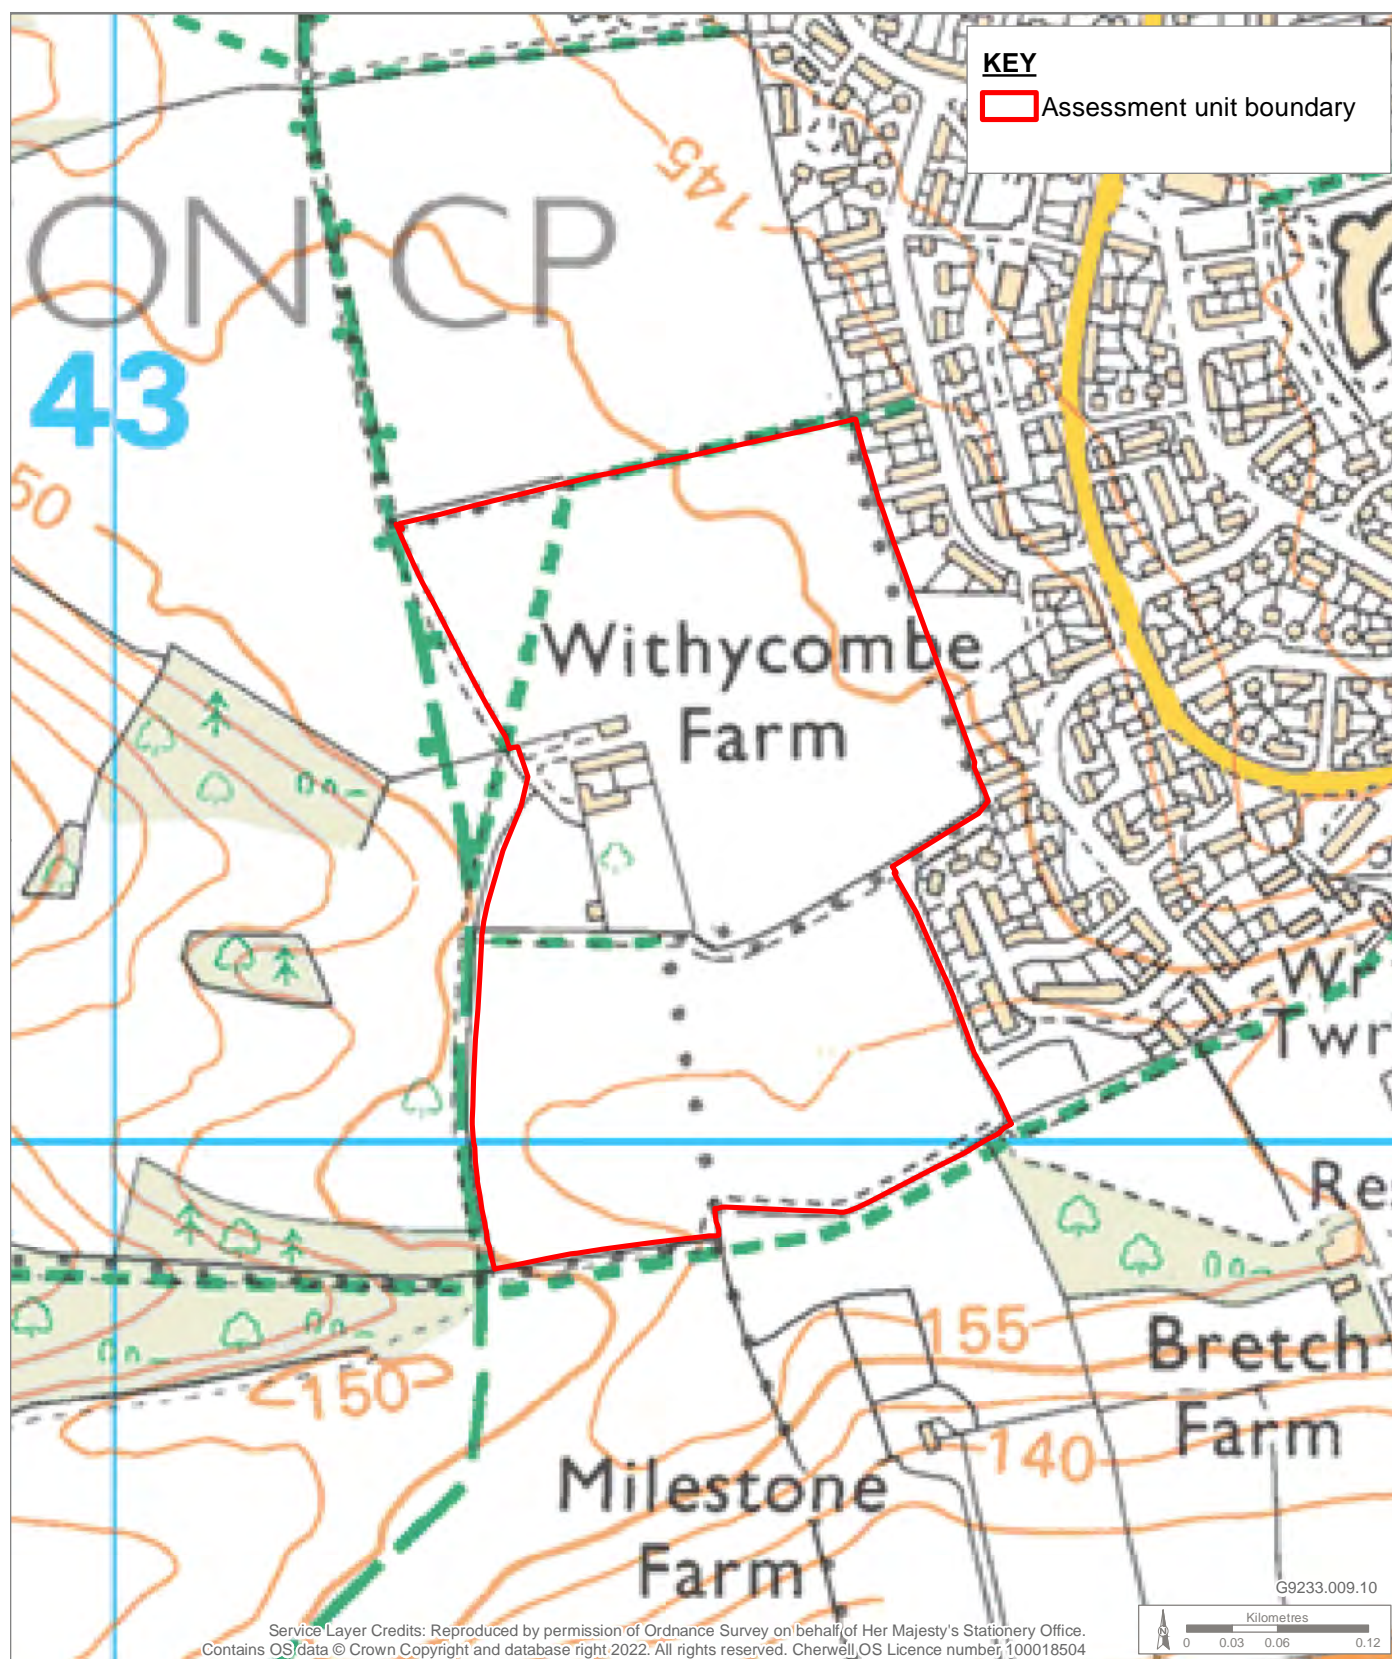 KEY
Assessment unit boundary
145
ON CP
43
50
Withycombe
Farm
Wr
Twr
Re
155
Bretch
Farm
150
140
Milestone
Farm
G9233.009.10
Kilometres
N
0 0.03 0.06 0.12
Service Layer Credits: Reproduced by permission of Ordnance Survey on behalf of Her Majesty's Stationery Office.
Contains OS data © Crown Copyright and database right 2022. All rights reserved. Cherwell OS Licence number 100018504